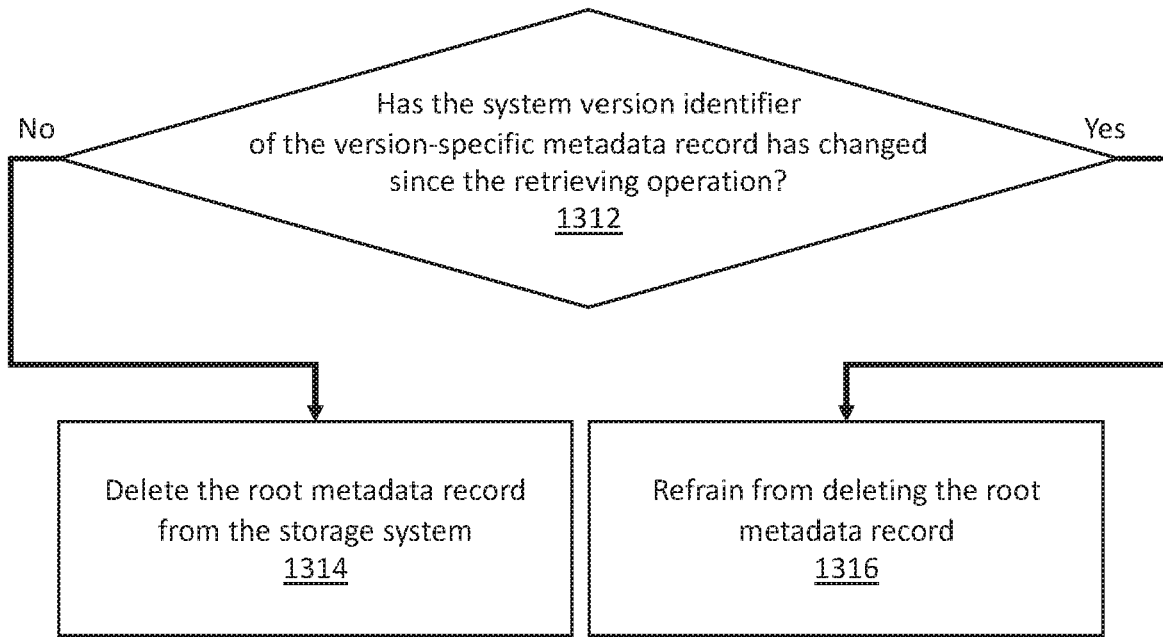 Has the system version identifier
No
of the version-specific metadata record has changed
Yes
since the retrieving operation?
1312
Delete the root metadata record
from the storage system
1314
Refrain from deleting the root
metadata record
1316